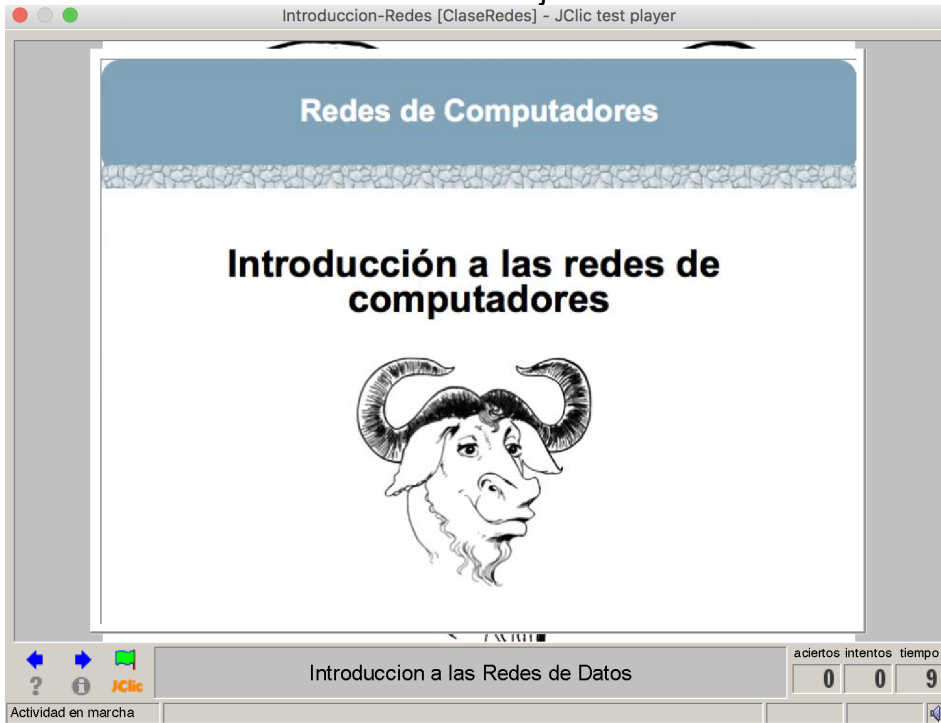 Introduccion-Redes [ClaseRedes] - JClic test player
Redes de Computadores
Introducción a las redes de
computadores
JClic
Introduccion a las Redes de Datos
aciertos intentos tiempo
0 0 9
Actividad en marcha